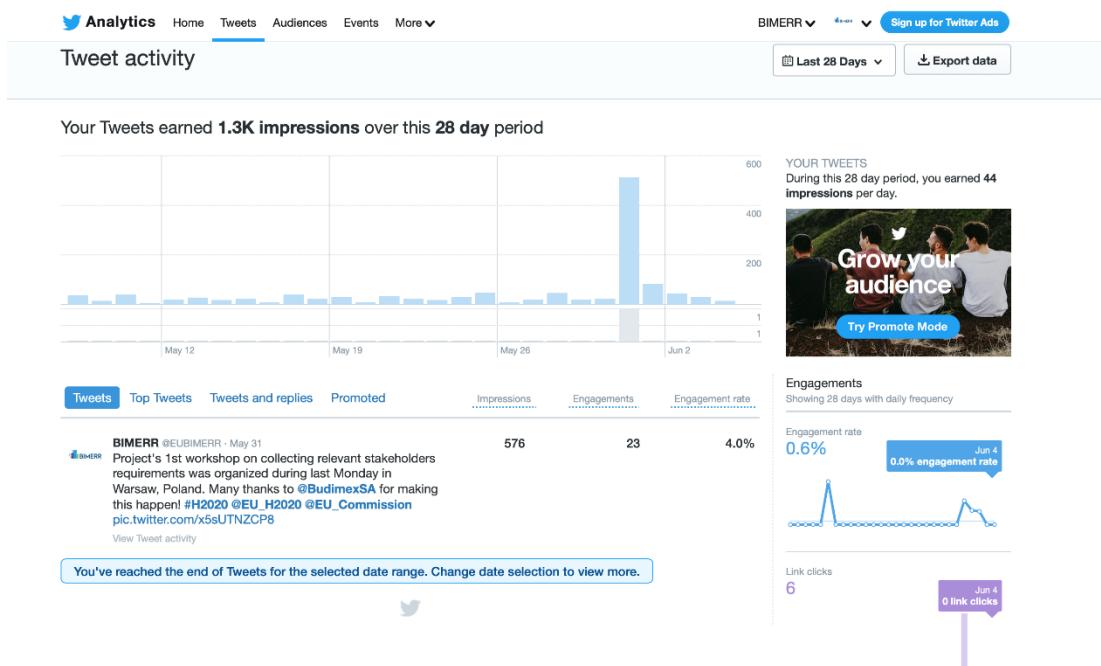 Analytics Home Tweets Audiences Events More BIMERR Sign up for Twitter Ads
Tweet activity
Last 28 Days
Export data
Your Tweets earned 1.3K impressions over this 28 day period
600
400
200
1
1
May 12
May 19
May 26
Jun 2
YOUR TWEETS
During this 28 day period, you earned 44
impressions per day.
Grow your
audience
Try Promote Mode
Tweets Top Tweets Tweets and replies Promoted Impressions Engagements Engagement rate
BIMERR
BIMERR @EUBIMERR · May 31 576 23 4.0%
Project's 1st workshop on collecting relevant stakeholders
requirements was organized during last Monday in
Warsaw, Poland. Many thanks to @BudimexSA for making
this happen! #H2020 @EU_H2020 @EU_Commission
pic.twitter.com/x5sUTNZCP8
View Tweet activity
You've reached the end of Tweets for the selected date range. Change date selection to view more.
Engagements
Showing 28 days with daily frequency
Engagement rate
0.6%
Jun 4
0.0% engagement rate
Link clicks
6
Jun 4
0 link clicks